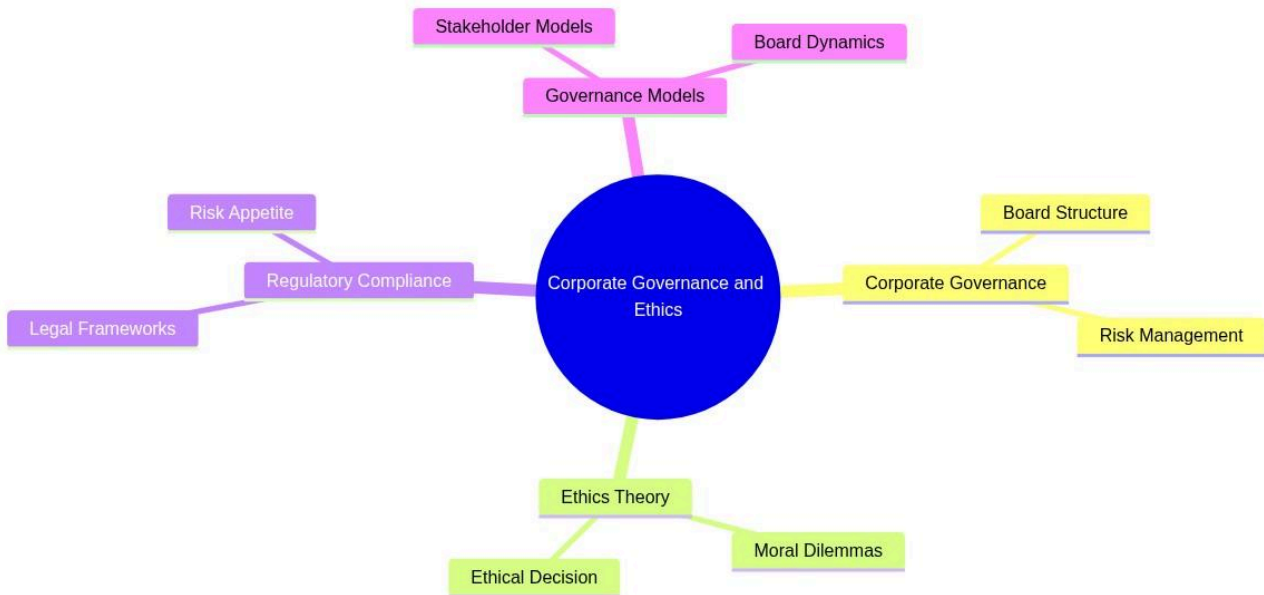 Stakeholder Models
Board Dynamics
Governance Models
Risk Appetite
Board Structure
Regulatory Compliance
Corporate Governance and
Ethics
Corporate Governance
Legal Frameworks
Risk Management
Ethics Theory
Moral Dilemmas
Ethical Decision